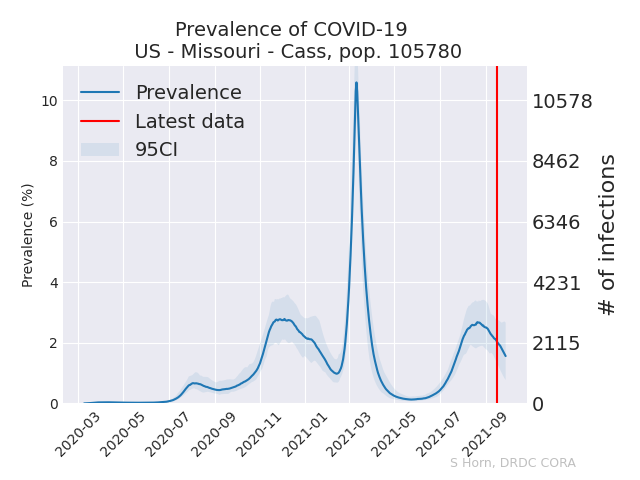 Prevalence of COVID-19
US - Missouri - Cass, pop. 105780
Prevalence
Latest data
95CI
Prevalence (%)
10
8
6
4
2
0
10578
8462
6346
4231
2115
0
# of infections
2020-03
2020-05
2020-07
2020-09
2020-11
2021-01
2021-03
2021-05
2021-07
2021-09
S Horn, DRDC CORA